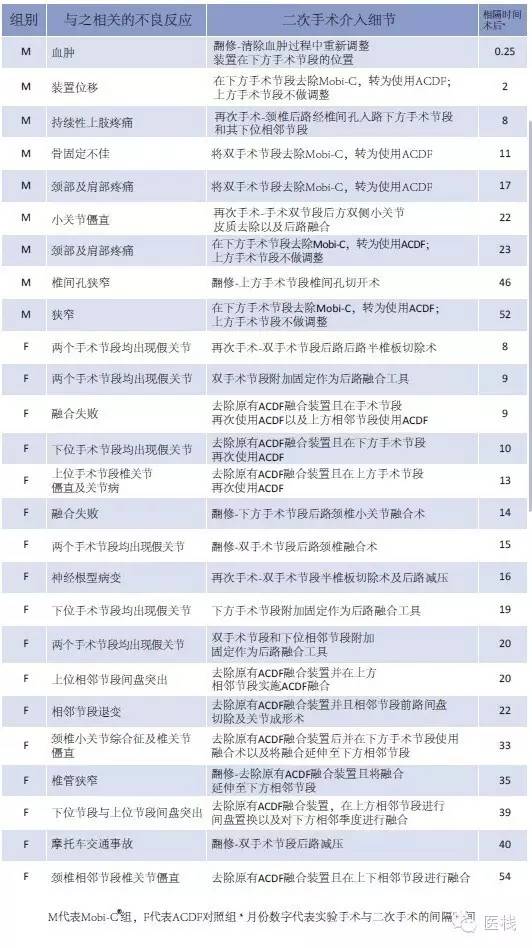 组别 与之相关的不良反应 二次手术介入细节 相隔时间
术后*
M 血肿 翻修-清除血肿过程中重新调整
装置在下方手术节段的位置 0.25
M 装置位移 在下方手术节段去除Mobi-C，转为使用ACDF；
上方手术节段不做调整 2
M 持续性上肢疼痛 再次手术-颈椎后路经椎间孔入路下方手术节段
和其下位相邻节段 8
M 骨固定不佳 将双手术节段去除Mobi-C，转为使用ACDF 11
M 颈部及肩部疼痛 将双手术节段去除Mobi-C，转为使用ACDF 17
M 小关节僵直 再次手术-手术双节段后方双侧小关节
皮质去除以及后路融合 22
M 颈部及肩部疼痛 在下方手术节段去除Mobi-C，转为使用ACDF；
上方手术节段不做调整 23
M 椎间孔狭窄 翻修-上方手术节段椎间孔切开术 46
M 狭窄 在下方手术节段去除Mobi-C，转为使用ACDF；
上方手术节段不做调整 52
F 两个手术节段均出现假关节 再次手术-双手术节段后路后路半椎板切除术 8
F 两个手术节段均出现假关节 双手术节段附加固定作为后路融合工具 9
F 融合失败 去除原有ACDF融合装置且在手术节段
再次使用ACDF以及上方相邻节段使用ACDF 9
F 下位手术节段均出现假关节 去除原有ACDF融合装置且在下方手术节段
再次使用ACDF 10
F 上位手术节段椎关节
僵直及关节病 去除原有ACDF融合装置且在上方手术节段
再次使用ACDF 13
F 融合失败 翻修-下方手术节段后路颈椎小关节融合术 14
F 两个手术节段均出现假关节 翻修-双手术节段后路颈椎融合术 15
F 神经根型病变 再次手术-双手术节段半椎板切除术及后路减压 16
F 下位手术节段均出现假关节 下方手术节段附加固定作为后路融合工具 19
F 两个手术节段均出现假关节 双手术节段和下位相邻节段附加
固定作为后路融合工具 20
F 上位相邻节段间盘突出 去除原有ACDF融合装置并在上方
相邻节段实施ACDF融合 20
F 相邻节段退变 去除原有ACDF融合装置并且相邻节段前路间盘
切除及关节成形术 22
F 颈椎小关节综合征及椎关节
僵直 去除原有ACDF融合装置后并在下方手术节段使用
融合术以及将融合延伸至下方相邻节段 33
F 椎管狭窄 翻修-去除原有ACDF融合装置且将融合
延伸至下方相邻节段 35
F 下位节段与上位节段间盘突出 去除原有ACDF融合装置，在上方相邻节段进行
间盘置换以及对下方相邻季度进行融合 39
F 摩托车交通事故 翻修-双手术节段后路减压 40
F 颈椎相邻节段椎关节僵直 去除原有ACDF融合装置且在上下相邻节段进行融合 54
M代表Mobi-C®组，F代表ACDF对照组 * 月份数字代表实验手术与二次手术的间隔 间
医栈